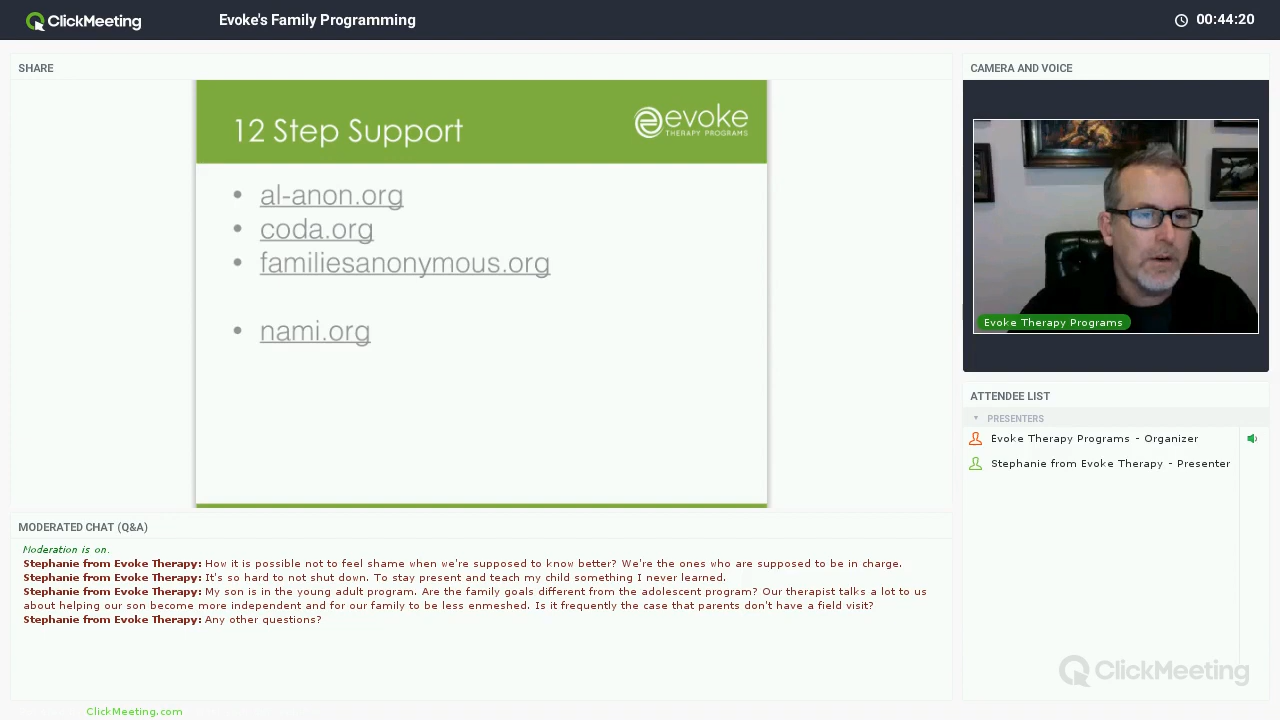 ClickMeeting
Evoke's Family Programming
00:44:20
SHARE
12 Step Support
evoke
THERAPY PROGRAMS
• al-anon.org
• coda.org
• familiesanonymous.org
• nami.org
CAMERA AND VOICE
Evoke Therapy Programs
ATTENDEE LIST
PRESENTERS
Evoke Therapy Programs - Organizer
Stephanie from Evoke Therapy - Presenter
MODERATED CHAT (Q&A)
Moderation is on.
Stephanie from Evoke Therapy: How it is possible not to feel shame when we're supposed to know better? We're the ones who are supposed to be in charge.
Stephanie from Evoke Therapy: It's so hard to not shut down. To stay present and teach my child something I never learned.
Stephanie from Evoke Therapy: My son is in the young adult program. Are the family goals different from the adolescent program? Our therapist talks a lot to us
about helping our son become more independent and for our family to be less enmeshed. Is it frequently the case that parents don't have a field visit?
Stephanie from Evoke Therapy: Any other questions?
ClickMeeting
ClickMeeting.com